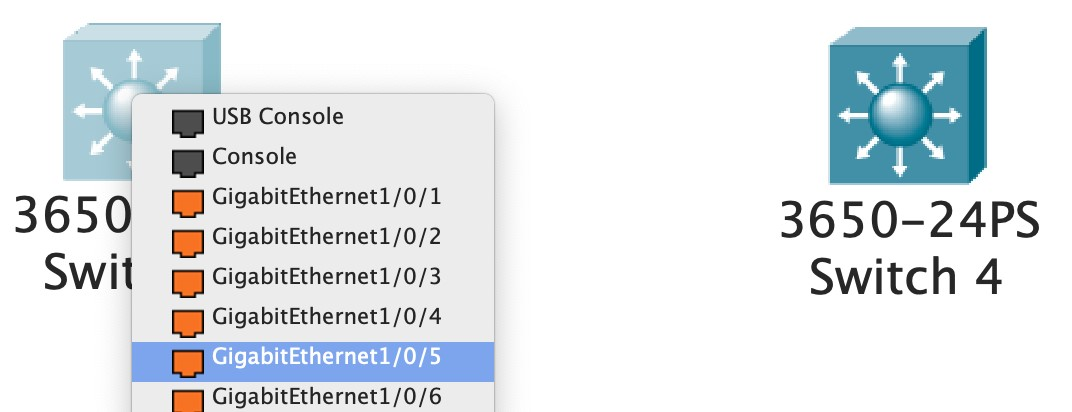 USB Console
Console
GigabitEthernet1/0/1
GigabitEthernet1/0/2
GigabitEthernet1/0/3
GigabitEthernet1/0/4
GigabitEthernet1/0/5
GigabitEthernet1/0/6
3650
3650-24PS
Switch 4